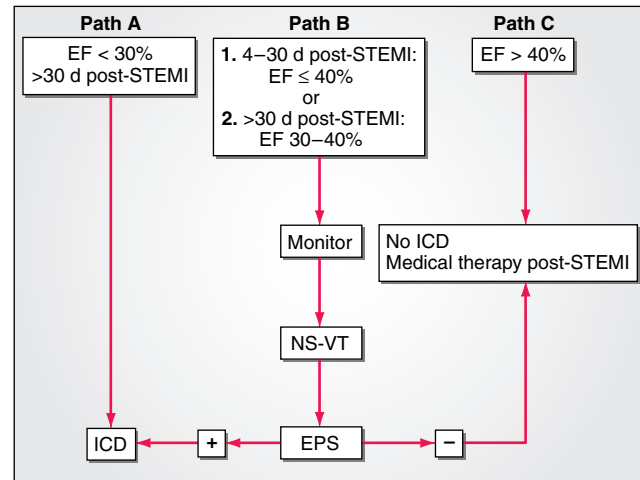 Path A
EF < 30%
>30 d post-STEMI
Path B
1. 4–30 d post-STEMI:
EF ≤ 40%
or
2. >30 d post-STEMI:
EF 30–40%
Path C
EF > 40%
Monitor
No ICD
Medical therapy post-STEMI
NS-VT
ICD
+
EPS
–